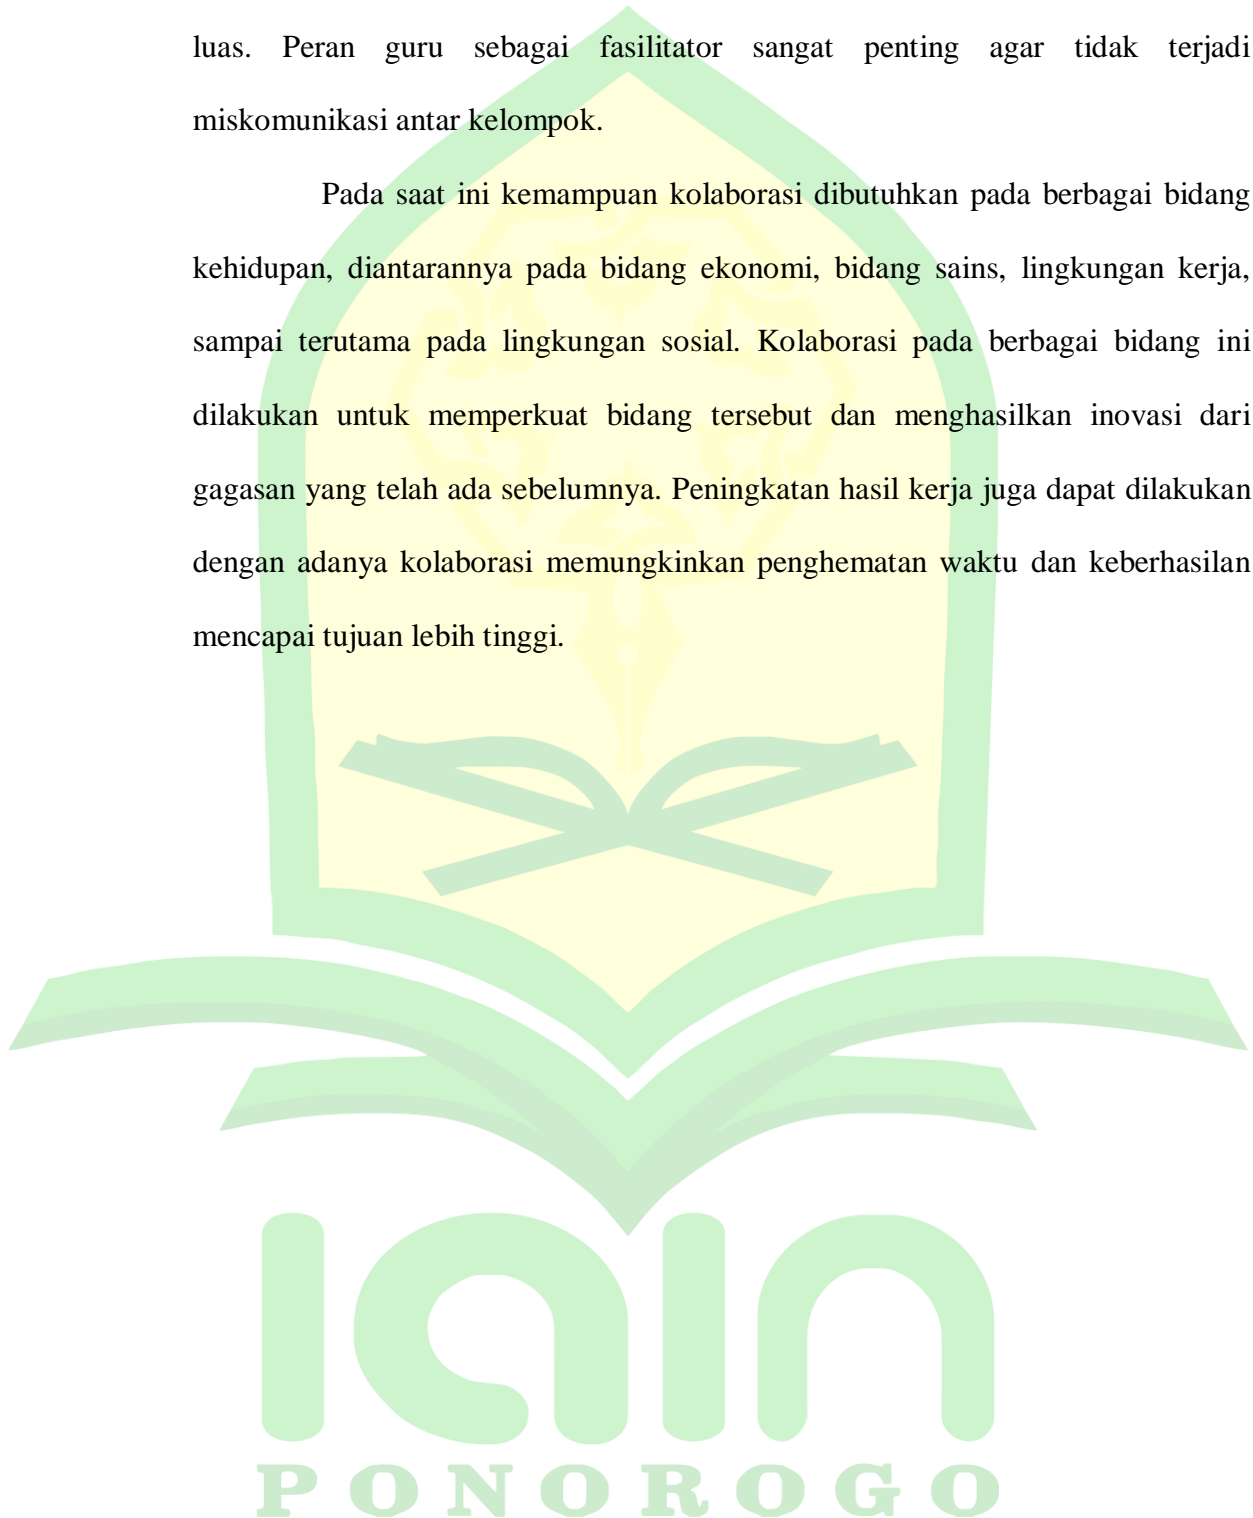 luas. Peran guru sebagai fasilitator sangat penting agar tidak terjadi
miskomunikasi antar kelompok.
Pada saat ini kemampuan kolaborasi dibutuhkan pada berbagai bidang
kehidupan, diantarannya pada bidang ekonomi, bidang sains, lingkungan kerja,
sampai terutama pada lingkungan sosial. Kolaborasi pada berbagai bidang ini
dilakukan untuk memperkuat bidang tersebut dan menghasilkan inovasi dari
gagasan yang telah ada sebelumnya. Peningkatan hasil kerja juga dapat dilakukan
dengan adanya kolaborasi memungkinkan penghematan waktu dan keberhasilan
mencapai tujuan lebih tinggi.
iain
PONOROGO